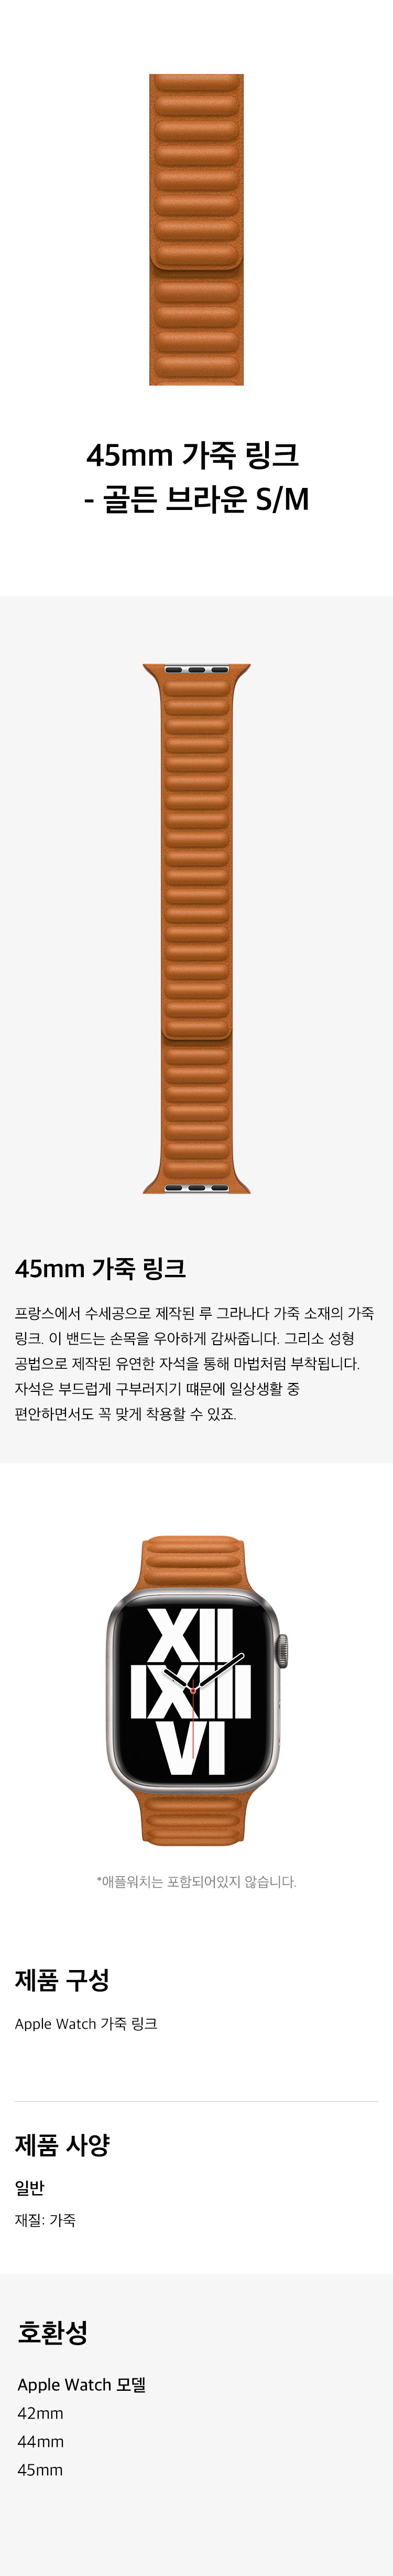 45mm 가죽 링크
- 골든 브라운 S/M
45mm 가죽 링크
프랑스에서 수세공으로 제작된 루 그라나다 가죽 소재의 가죽
링크. 이 밴드는 손목을 우아하게 감싸줍니다. 그리소 성형
공법으로 제작된 유연한 자석을 통해 마법처럼 부착됩니다.
자석은 부드럽게 구부러지기 때문에 일상생활 중
편안하면서도 꼭 맞게 착용할 수 있죠.
XII
IX III
VI
*애플워치는 포함되어있지 않습니다.
제품 구성
Apple Watch 가죽 링크
제품 사양
일반
재질: 가죽
호환성
Apple Watch 모델
42mm
44mm
45mm